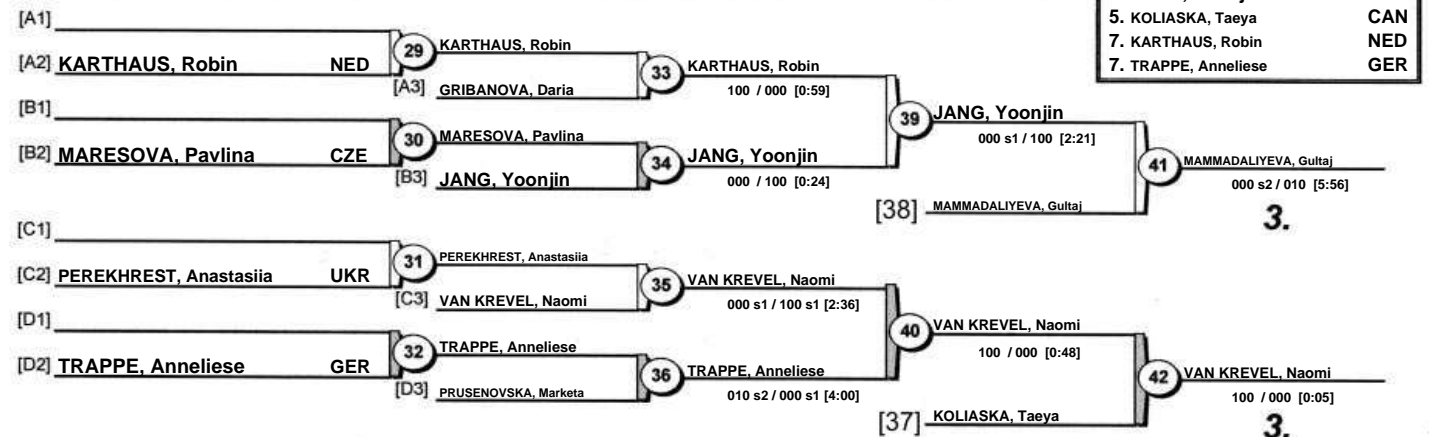 5. KOLIASKA, Taeya CAN
7. KARTHAUS, Robin NED
7. TRAPPE, Anneliese GER
[A1]
[A2] KARTHAUS, Robin NED
29 KARTHAUS, Robin
[A3] GRIBANOVA, Daria
33 KARTHAUS, Robin
100 / 000 [0:59]
[B1]
[B2] MARESOVA, Pavlina CZE
30 MARESOVA, Pavlina
[B3] JANG, Yoonjin
34 JANG, Yoonjin
000 / 100 [0:24]
39 JANG, Yoonjin
000 s1 / 100 [2:21]
[38] MAMMADALIYEVA, Gultaj
41 MAMMADALIYEVA, Gultaj
000 s2 / 010 [5:56]
3.
[C1]
[C2] PEREKHREST, Anastasiia UKR
31 PEREKHREST, Anastasiia
[C3] VAN KREVEL, Naomi
35 VAN KREVEL, Naomi
000 s1 / 100 s1 [2:36]
[D1]
[D2] TRAPPE, Anneliese GER
32 TRAPPE, Anneliese
[D3] PRUSENOVSKA, Marketa
36 TRAPPE, Anneliese
010 s2 / 000 s1 [4:00]
40 VAN KREVEL, Naomi
100 / 000 [0:48]
[37] KOLIASKA, Taeya
42 VAN KREVEL, Naomi
100 / 000 [0:05]
3.